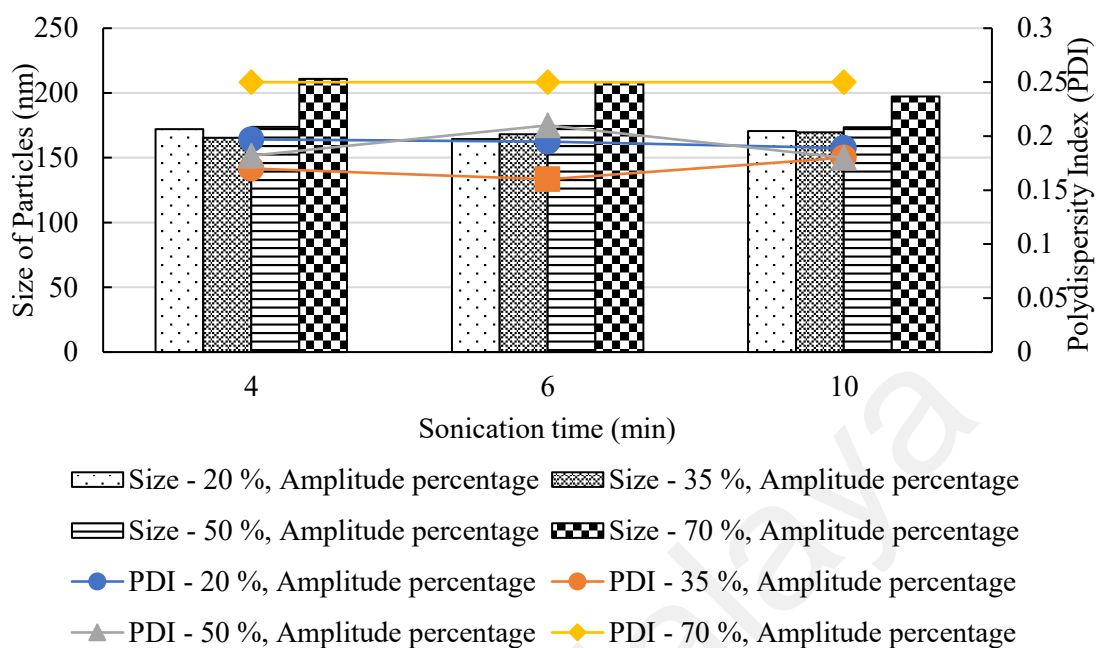 250
200
150
100
50
0
Size of Particles (nm)
0.3
0.25
0.2
0.15
0.1
0.05
0
Polydispersity Index (PDI)
4 6 10
Sonication time (min)
Size - 20 %, Amplitude percentage Size - 35 %, Amplitude percentage
Size - 50 %, Amplitude percentage Size - 70 %, Amplitude percentage
PDI - 20 %, Amplitude percentage PDI - 35 %, Amplitude percentage
PDI - 50 %, Amplitude percentage PDI - 70 %, Amplitude percentage
alaya